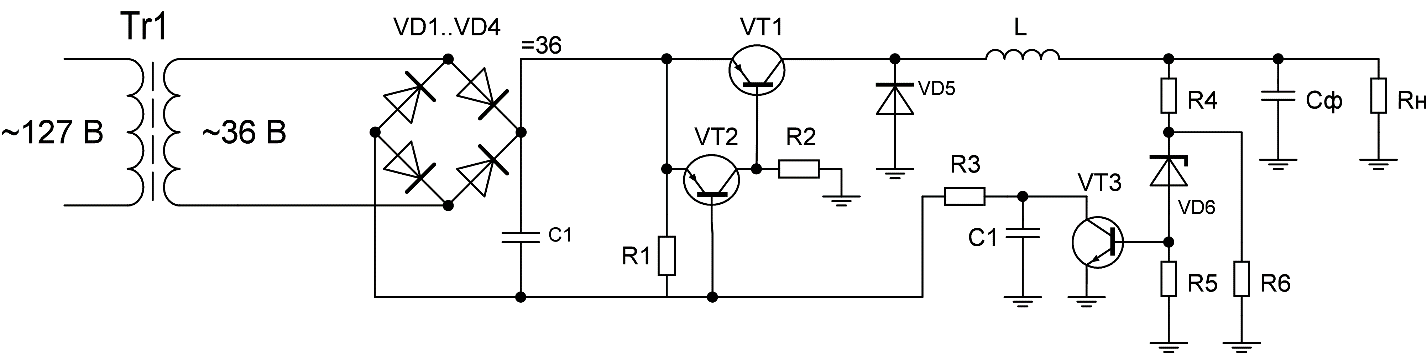 Tr1
VD1..VD4
=36
VT1
L
~127 В
~36 В
VD5
R4
Cф
Rн
VT2
R2
R3
VT3
VD6
C1
R1
C1
R5
R6